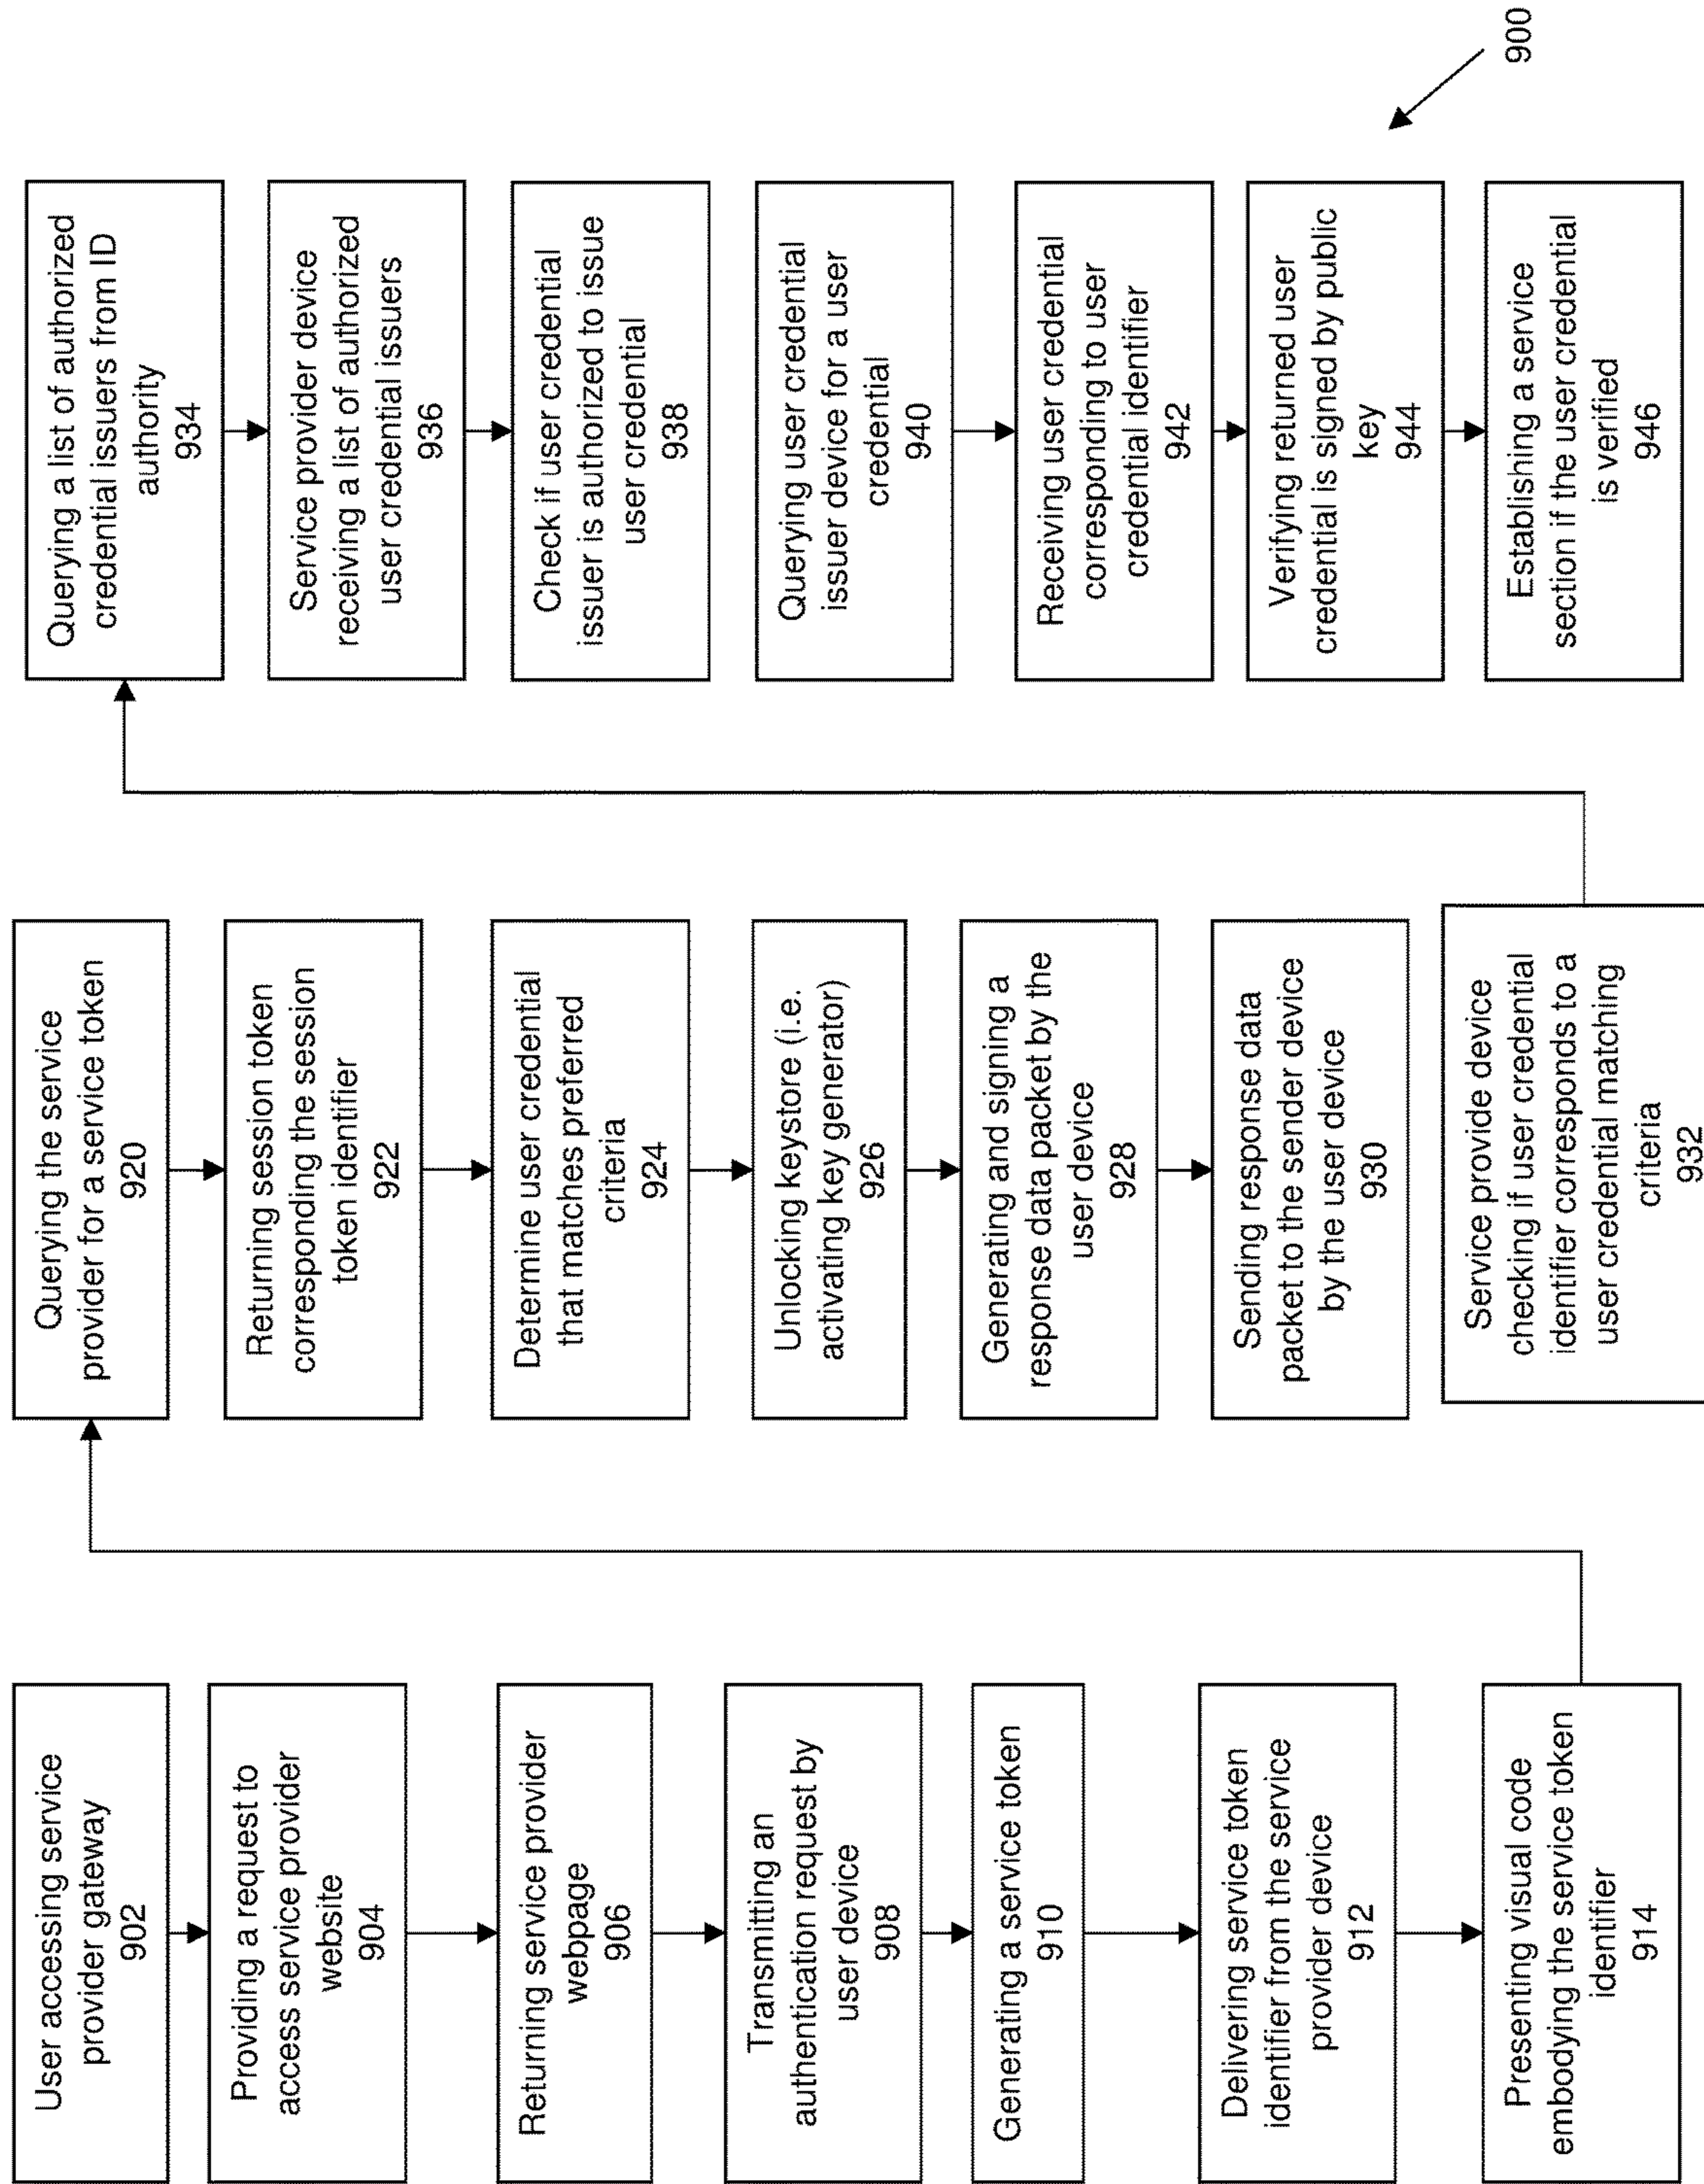 User accessing service
provider gateway
902
Providing a request to
access service provider
website
904
Returning service provider
webpage
906
Transmitting an
authentication request by
user device
908
Generating a service token
910
Delivering service token
identifier from the service
provider device
912
Presenting visual code
embodying the service token
identifier
914
Querying the service
provider for a service token
920
Returning session token
corresponding the session
token identifier
922
Determine user credential
that matches preferred
criteria
924
Unlocking keystore (i.e.
activating key generator)
926
Generating and signing a
response data packet by the
user device
928
Sending response data
packet to the sender device
by the user device
930
Service provide device
checking if user credential
identifier corresponds to a
user credential matching
criteria
932
Querying a list of authorized
credential issuers from ID
authority
934
Service provider device
receiving a list of authorized
user credential issuers
936
Check if user credential
issuer is authorized to issue
user credential
938
Querying user credential
issuer device for a user
credential
940
Receiving user credential
corresponding to user
credential identifier
942
Verifying returned user
credential is signed by public
key
944
Establishing a service
section if the user credential
is verified
946
900